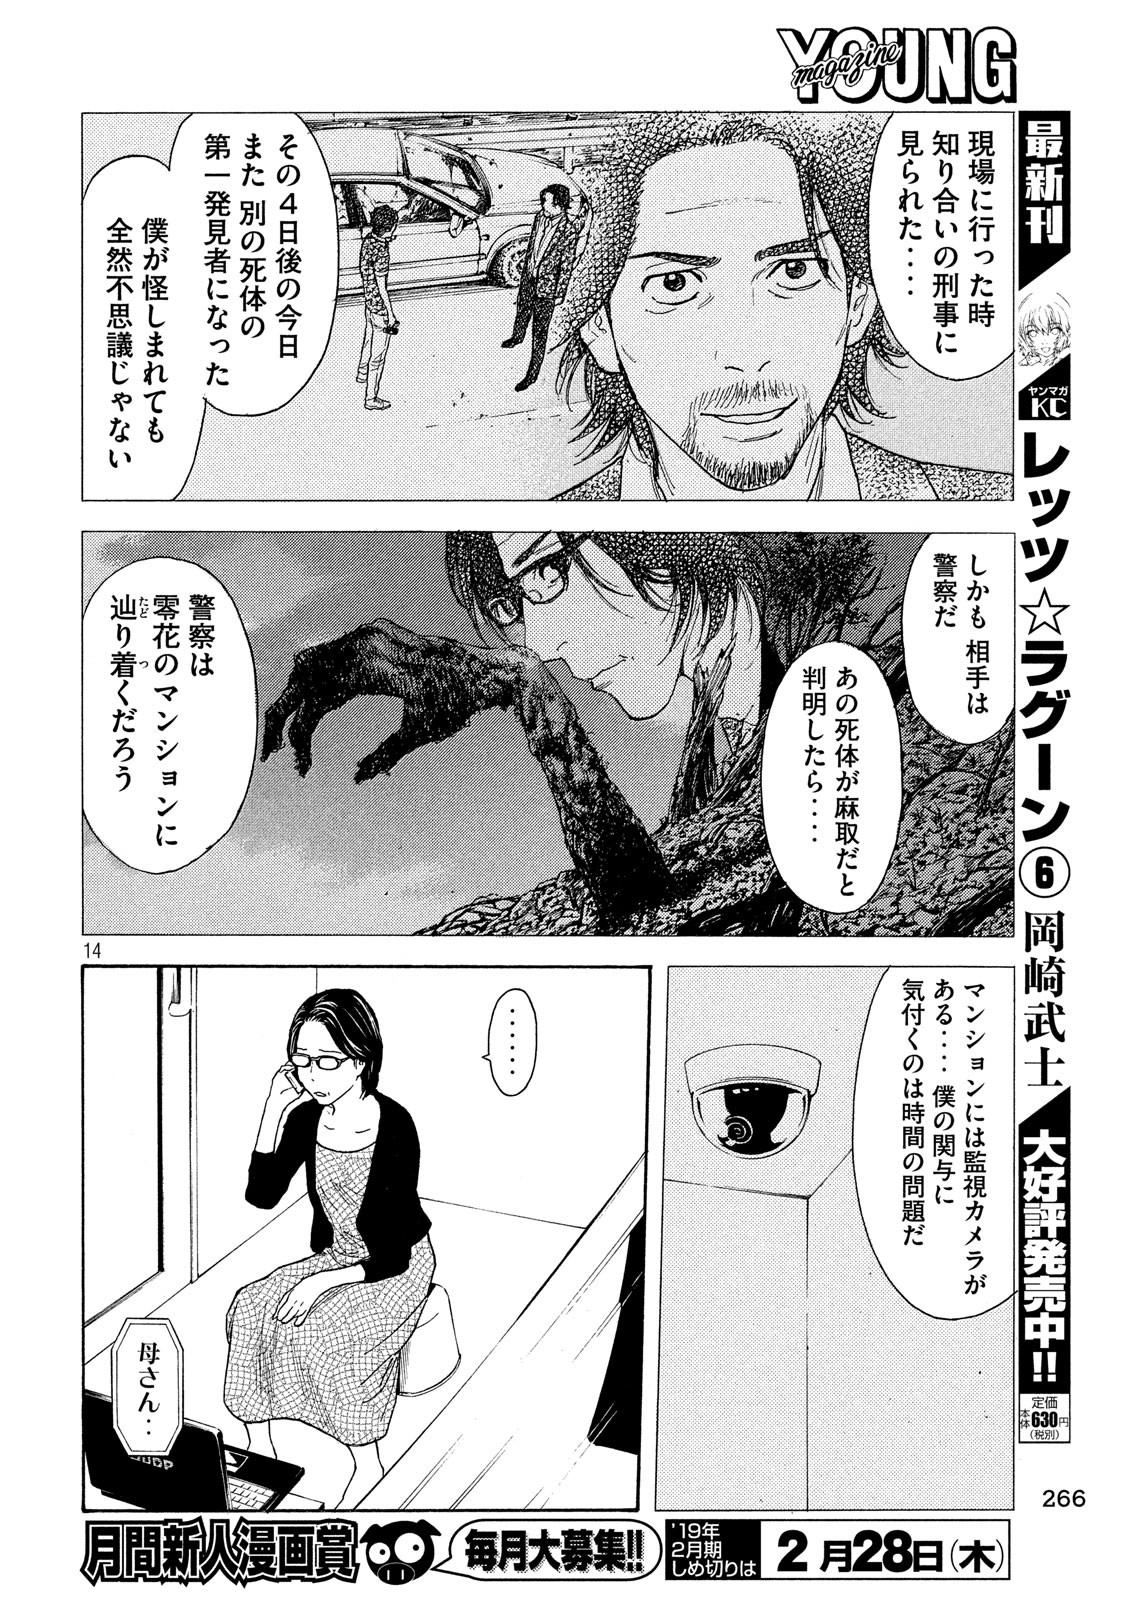 YOUNG
magazine
現場に行った時
知り合いの刑事に
見られた‥‥
その4日後の今日
また 別の死体の
第一発見者になった
僕が怪しまれても
全然不思議じゃない
しかも 相手は
警察だ
あの死体が麻取だと
判明したら‥‥‥
警察は
零花のマンションに
辿り着くだろう
たど
つ
14
マンションには監視カメラが
ある‥‥ 僕の関与に
気付くのは時間の問題だ
‥‥‥
母さん‥
最新刊
ヤンマガ
KC
レッツ☆ラグーン⑥
岡崎武士
大好評発売中!!
定価
本体630円
(税別)
266
月間新人漫画賞
毎月大募集!!
'19年
2月期
しめ切りは
2月28日(木)